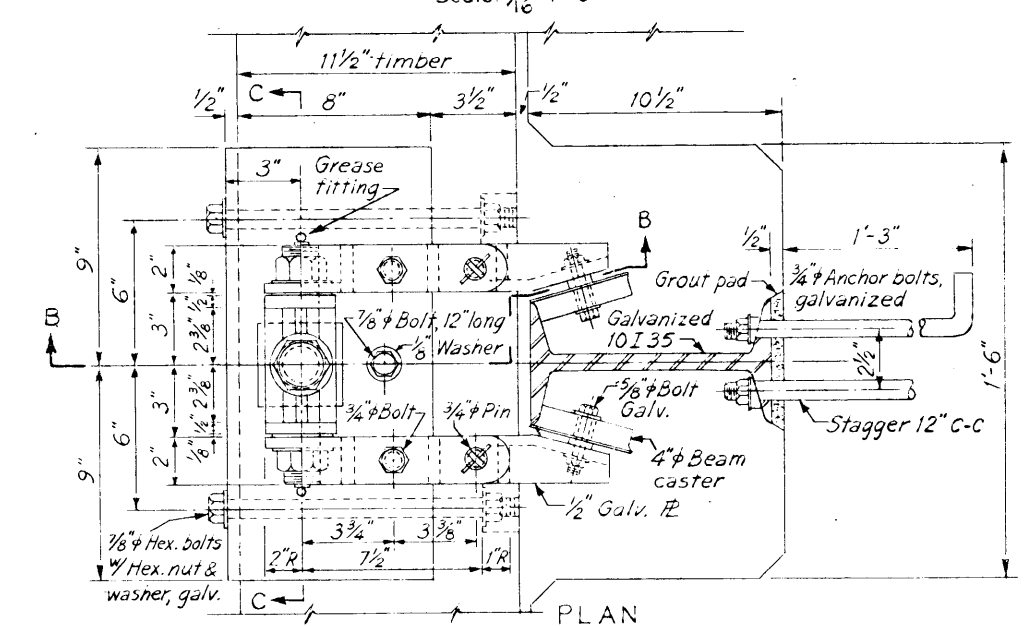 11½" timber
C
½"
8"
3½"
½"
10½"
3"
Grease
fitting
B
½"
1'-3"
Grout pad
¾"φ Anchor bolts,
galvanized
9"
6"
2"
⅛"
½"
3"
2⅜"
B
⅞"φ Bolt, 12" long
⅛" Washer
Galvanized
10 I 35
2½"
1'-6"
3"
2⅜"
½"
⅛"
2"
6"
9"
¾"φ Bolt
¾"φ Pin
⅝"φ Bolt
Galv.
Stagger 12" C-C
4"φ Beam
caster
½" Galv. PL
3¾"
3⅜"
⅞"φ Hex. bolts
w/ Hex. nut &
washer, galv.
2"R
7½"
1"R
C
PLAN